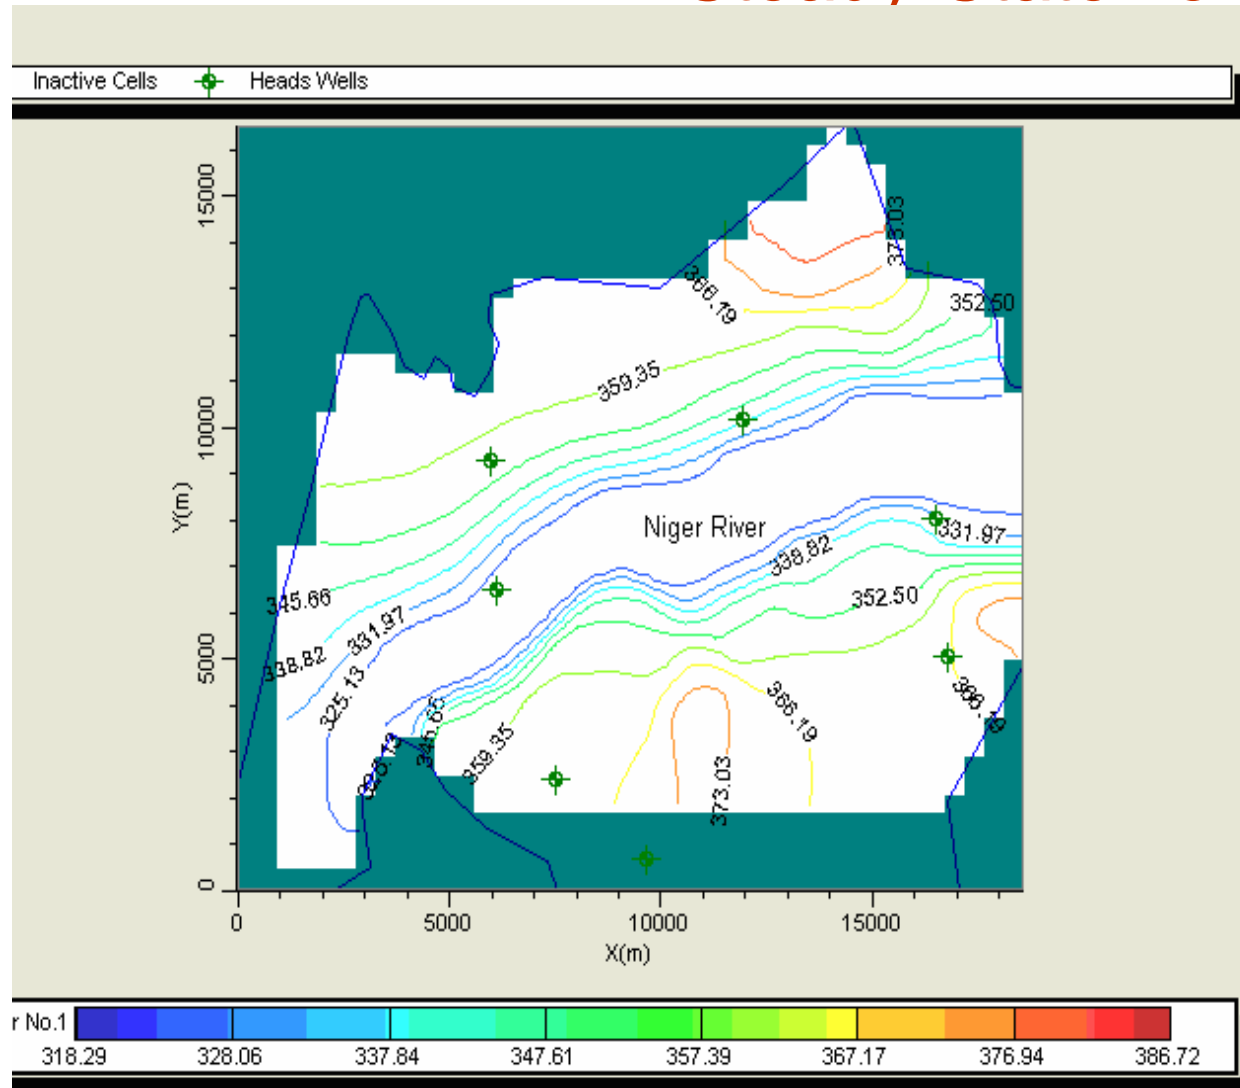 Inactive Cells Heads Wells
373.03
366.19
352.50
359.35
Niger River
331.97
338.82
352.50
345.66
331.97
338.82
325.13
366.19
345.65
359.35
373.03
15000
10000
5000
0
Y(m)
0 5000 10000 15000
X(m)
r No.1
318.29 328.06 337.84 347.61 357.39 367.17 376.94 386.72